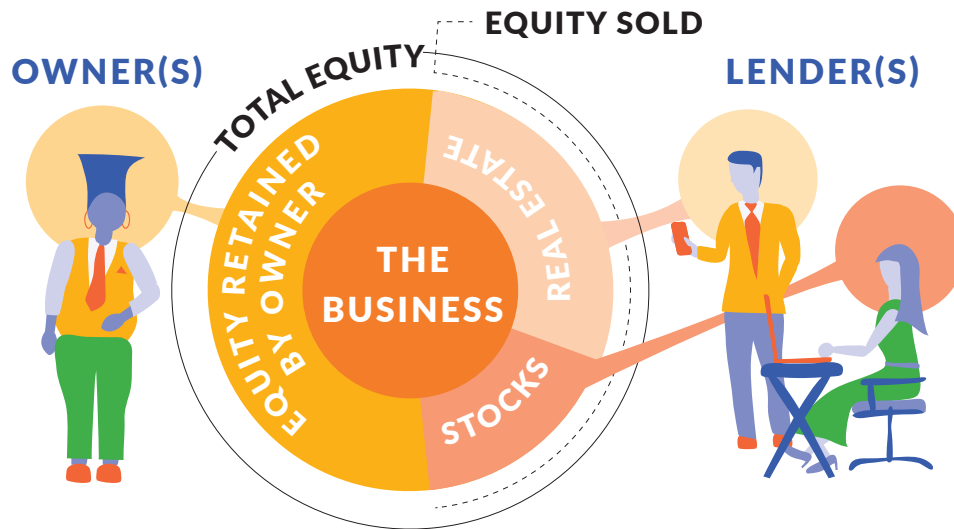 EQUITY SOLD
OWNER(S)
TOTAL EQUITY
LENDER(S)
EQUITY RETAINED
BY OWNER
REAL ESTATE
THE
BUSINESS
STOCKS